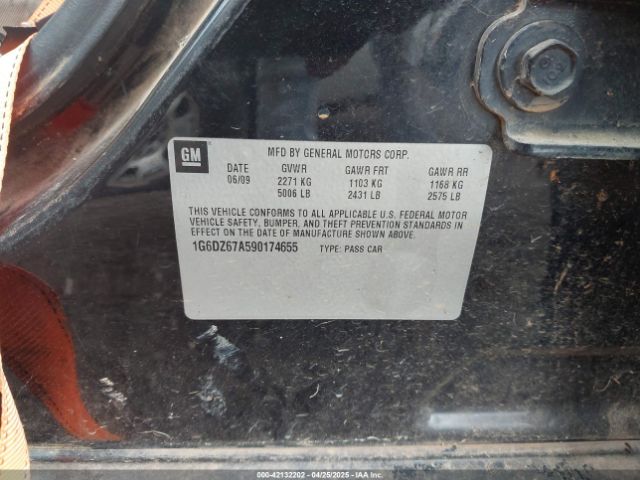 GM
MFD BY GENERAL MOTORS CORP.
DATE GVWR GAWR FRT GAWR RR
06/09 2271 KG 1103 KG 1168 KG
5006 LB 2431 LB 2575 LB
THIS VEHICLE CONFORMS TO ALL APPLICABLE U.S. FEDERAL MOTOR
VEHICLE SAFETY, BUMPER, AND THEFT PREVENTION STANDARDS IN
EFFECT ON THE DATE OF MANUFACTURE SHOWN ABOVE.
1G6DZ67A590174655 TYPE: PASS CAR
000-42132202 - 04/25/2025 - IAAI.COM